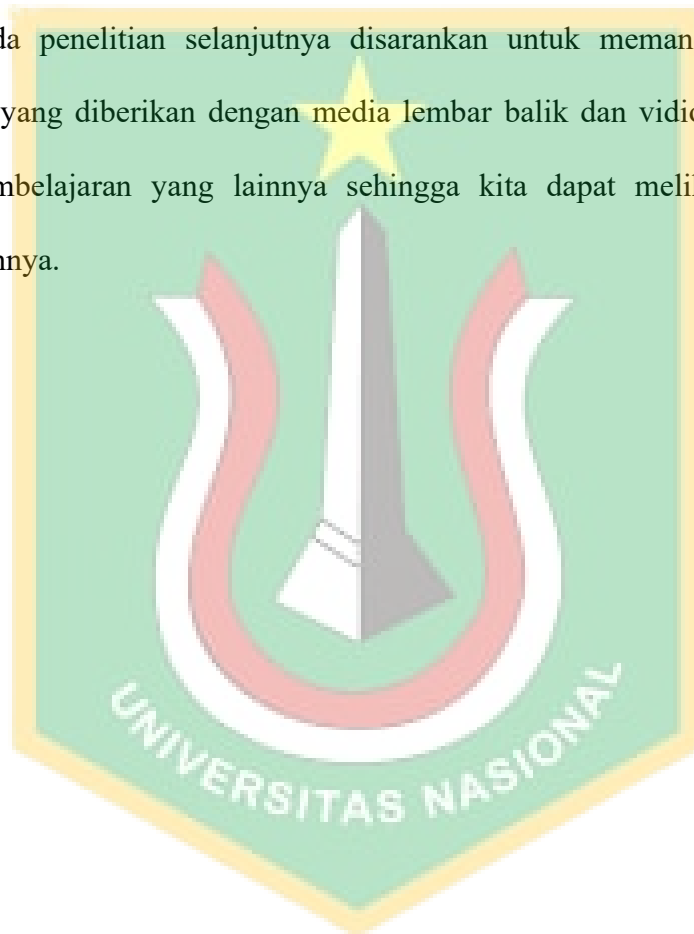 da penelitian selanjutnya disarankan untuk meman
yang diberikan dengan media lembar balik dan vidio
mbelajaran yang lainnya sehingga kita dapat meli
nnya.
UNIVERSITAS NASIONAL